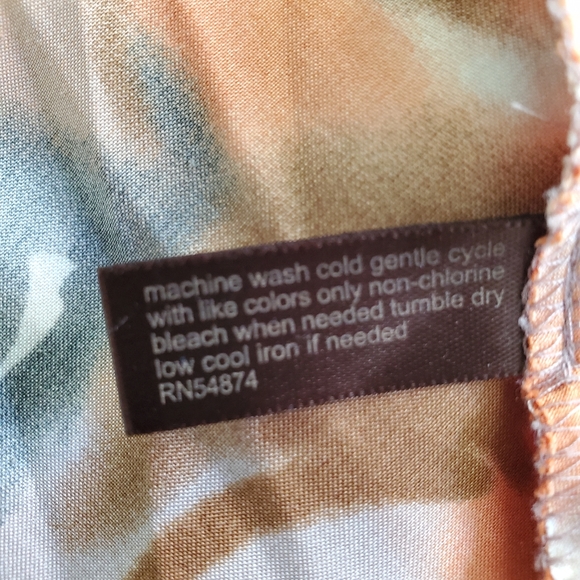 machine wash cold gentle cycle
with like colors only non-chlorine
bleach when needed tumble dry
low cool iron if needed
RN54874